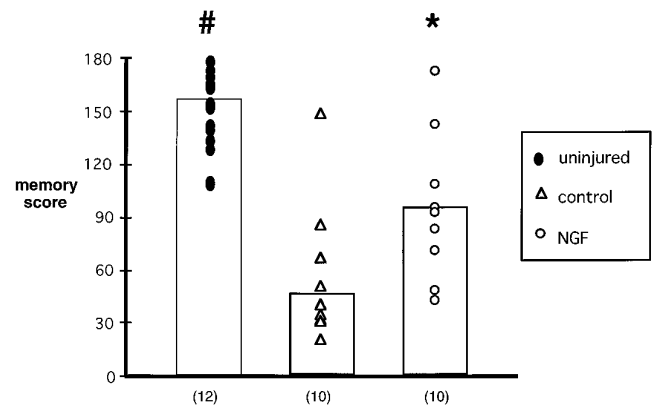 # *
180
150
120
90
60
30
0
memory
score
uninjured
control
NGF
(12) (10) (10)